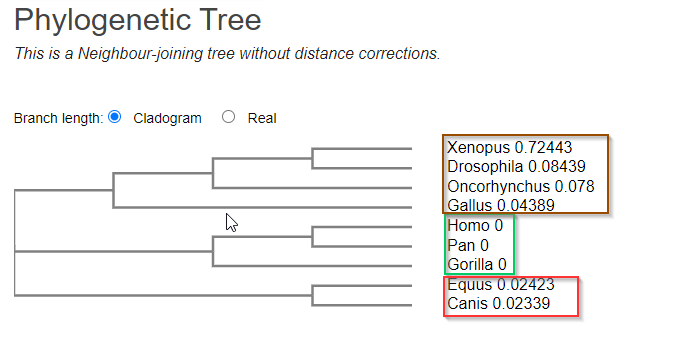 Phylogenetic Tree
This is a Neighbour-joining tree without distance corrections.
Branch length: Cladogram Real
Xenopus 0.72443
Drosophila 0.08439
Oncorhynchus 0.078
Gallus 0.04389
Homo 0
Pan 0
Gorilla 0
Equus 0.02423
Canis 0.02339